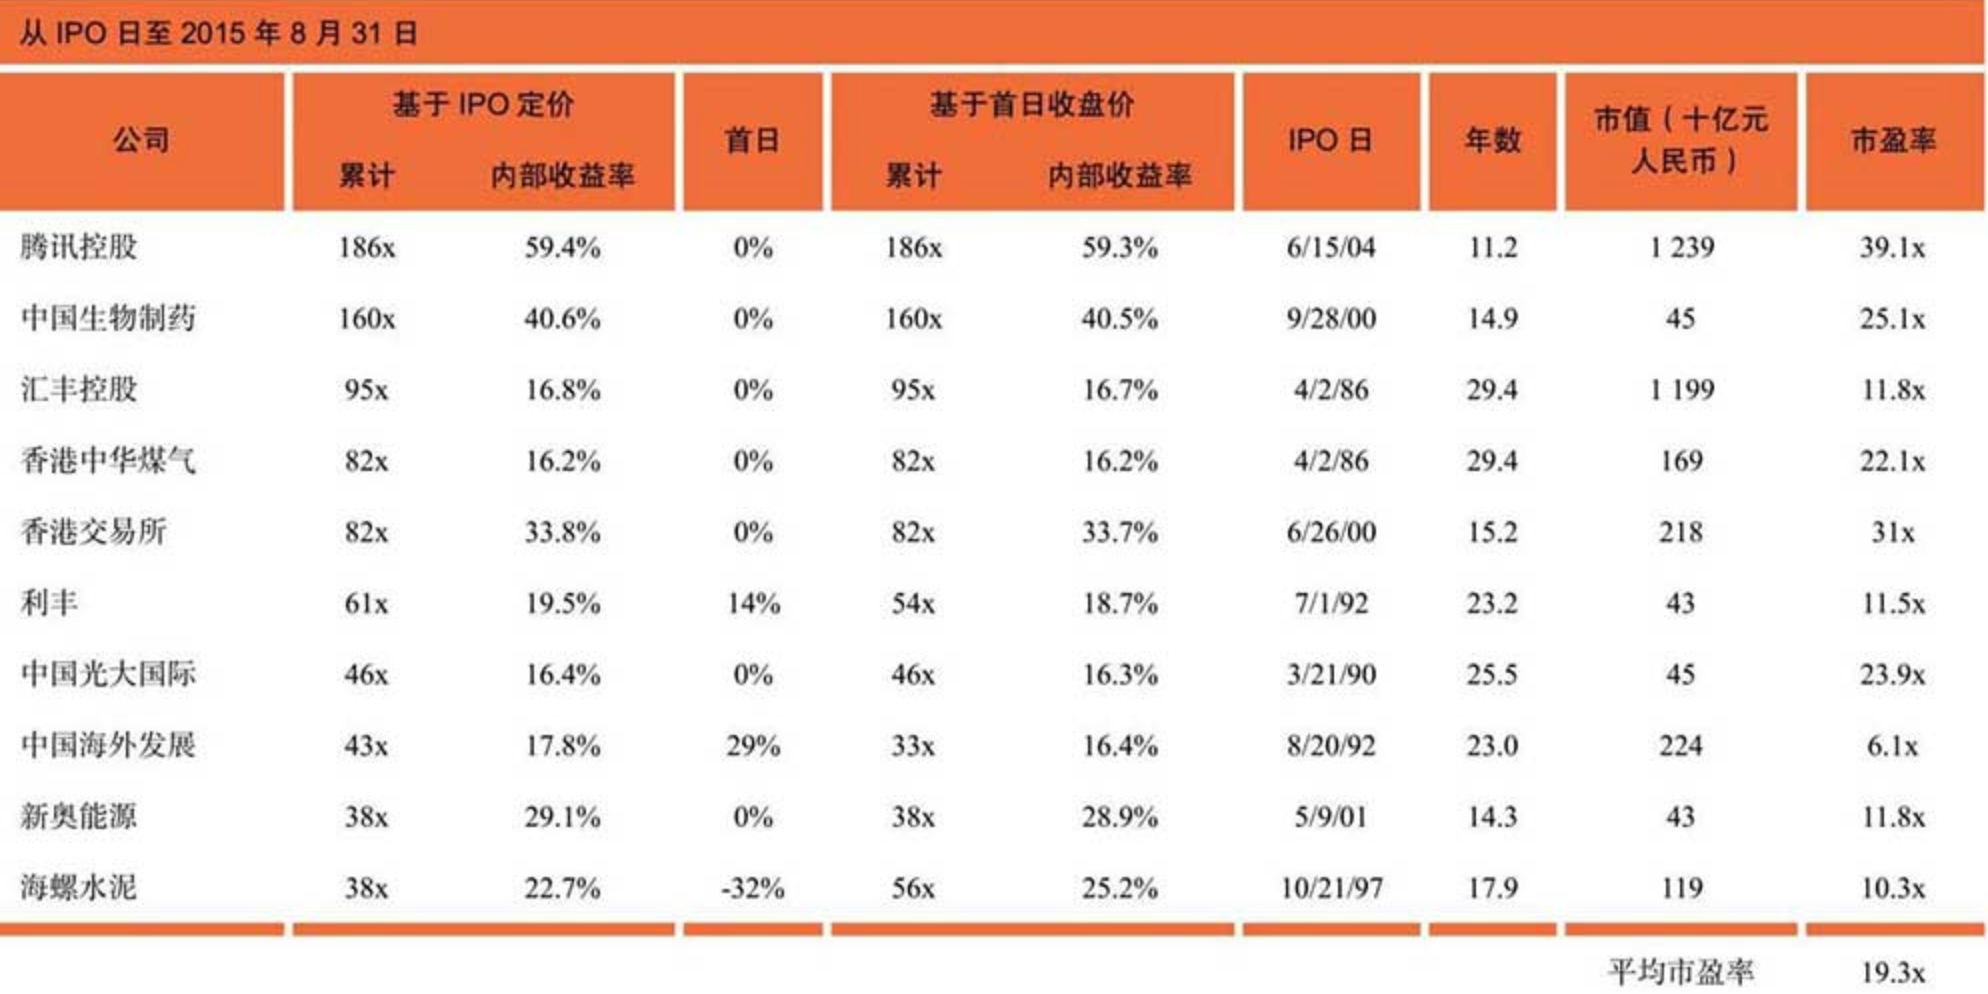 从 IPO 日至 2015 年 8 月 31 日
公司 基于 IPO 定价 首日 基于首日收盘价 IPO 日 年数 市值（十亿元人民币） 市盈率
累计 内部收益率 累计 内部收益率
腾讯控股 186x 59.4% 0% 186x 59.3% 6/15/04 11.2 1 239 39.1x
中国生物制药 160x 40.6% 0% 160x 40.5% 9/28/00 14.9 45 25.1x
汇丰控股 95x 16.8% 0% 95x 16.7% 4/2/86 29.4 1 199 11.8x
香港中华煤气 82x 16.2% 0% 82x 16.2% 4/2/86 29.4 169 22.1x
香港交易所 82x 33.8% 0% 82x 33.7% 6/26/00 15.2 218 31x
利丰 61x 19.5% 14% 54x 18.7% 7/1/92 23.2 43 11.5x
中国光大国际 46x 16.4% 0% 46x 16.3% 3/21/90 25.5 45 23.9x
中国海外发展 43x 17.8% 29% 33x 16.4% 8/20/92 23.0 224 6.1x
新奥能源 38x 29.1% 0% 38x 28.9% 5/9/01 14.3 43 11.8x
海螺水泥 38x 22.7% -32% 56x 25.2% 10/21/97 17.9 119 10.3x
平均市盈率 19.3x